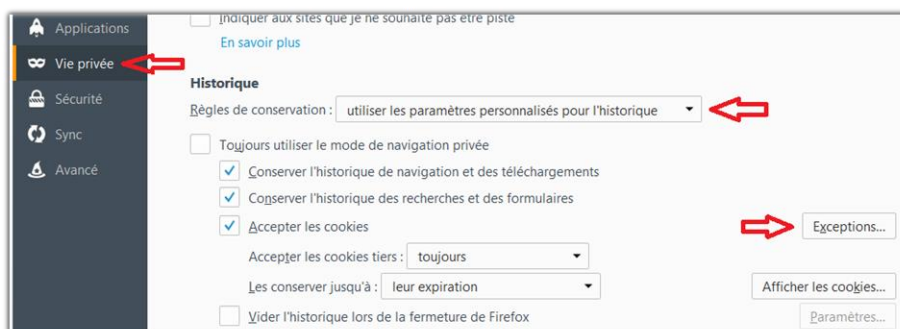 Applications
Vie privée
Sécurité
Sync
Avancé
Indiquer aux sites que je ne souhaite pas être pisté
En savoir plus
Historique
Règles de conservation : utiliser les paramètres personnalisés pour l'historique
Toujours utiliser le mode de navigation privée
Conserver l'historique de navigation et des téléchargements
Conserver l'historique des recherches et des formulaires
Accepter les cookies Exceptions...
Accepter les cookies tiers : toujours
Les conserver jusqu'à : leur expiration Afficher les cookies...
Vider l'historique lors de la fermeture de Firefox Paramètres...